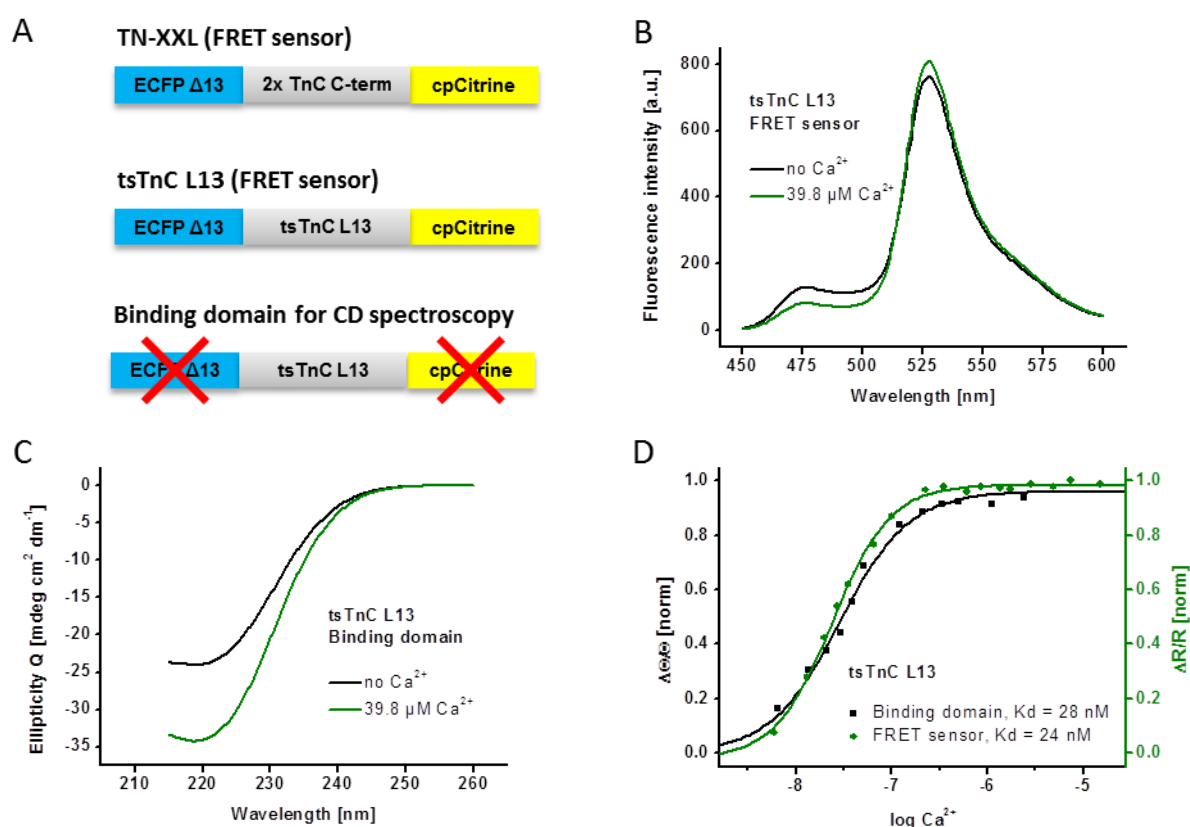 A
TN-XXL (FRET sensor)
ECFP Δ13 2x TnC C-term cpCitrine
tsTnC L13 (FRET sensor)
ECFP Δ13 tsTnC L13 cpCitrine
Binding domain for CD spectroscopy
ECFP Δ13 tsTnC L13 cpCitrine
B
Fluorescence intensity [a.u.]
800
600
400
200
0
tsTnC L13
FRET sensor
no Ca²⁺
39.8 µM Ca²⁺
450 475 500 525 550 575 600
Wavelength [nm]
C
Ellipticity Q [mdeg cm² dm⁻¹]
0
-5
-10
-15
-20
-25
-30
-35
tsTnC L13
Binding domain
no Ca²⁺
39.8 µM Ca²⁺
210 220 230 240 250 260
Wavelength [nm]
D
ΔΘ/Θ [norm]
1.0
0.8
0.6
0.4
0.2
0.0
tsTnC L13
Binding domain, Kd = 28 nM
FRET sensor, Kd = 24 nM
1.0
0.8
0.6
0.4
0.2
0.0
ΔR/R [norm]
-8 -7 -6 -5
log Ca²⁺